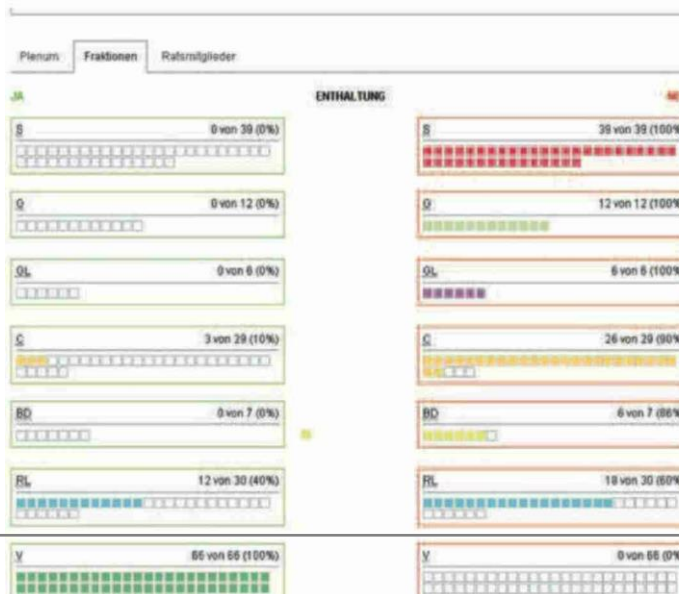 Plenum Fraktionen Ratsmitglieder
JA ENTHALTUNG
S 0 von 39 (0%) S 39 von 39 (100%
G 0 von 12 (0%) G 12 von 12 (100%
GL 0 von 6 (0%) GL 6 von 6 (100%
C 3 von 29 (10%) C 26 von 29 (90%
BD 0 von 7 (0%) BD 6 von 7 (86%
RL 12 von 30 (40%) RL 18 von 30 (60%
V 66 von 66 (100%) V 0 von 66 (0%